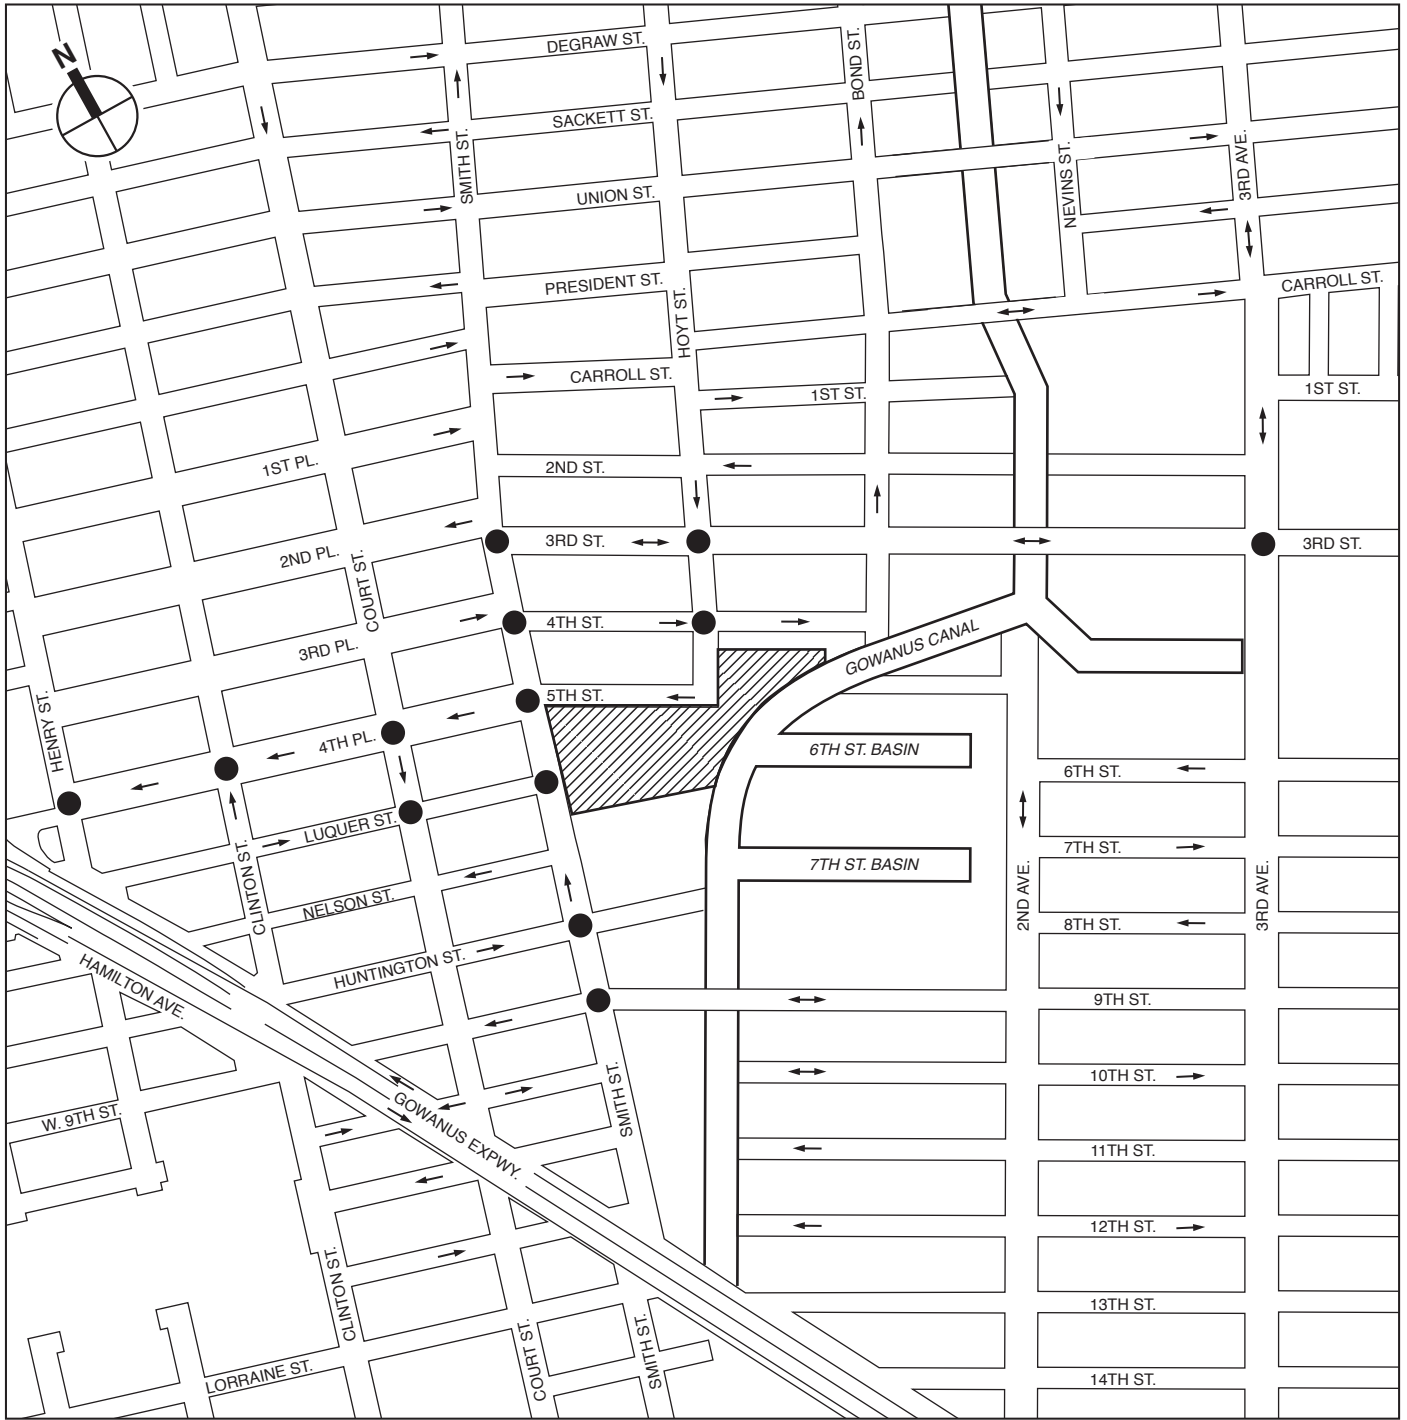 N
DEGRAW ST.
BOND ST.
SACKETT ST.
SMITH ST.
3RD AVE.
NEVINS ST.
UNION ST.
PRESIDENT ST.
CARROLL ST.
HOYT ST.
CARROLL ST.
1ST ST.
1ST ST.
1ST PL.
2ND ST.
3RD ST.
3RD ST.
2ND PL.
COURT ST.
4TH ST.
3RD PL.
GOWANUS CANAL
5TH ST.
HENRY ST.
4TH PL.
6TH ST. BASIN
6TH ST.
LUQUER ST.
7TH ST.
7TH ST. BASIN
CLINTON ST.
2ND AVE.
3RD AVE.
NELSON ST.
8TH ST.
HUNTINGTON ST.
HAMILTON AVE.
9TH ST.
10TH ST.
SMITH ST.
W. 9TH ST.
GOWANUS EXPWY.
11TH ST.
12TH ST.
CLINTON ST.
13TH ST.
SMITH ST.
COURT ST.
LORRAINE ST.
14TH ST.